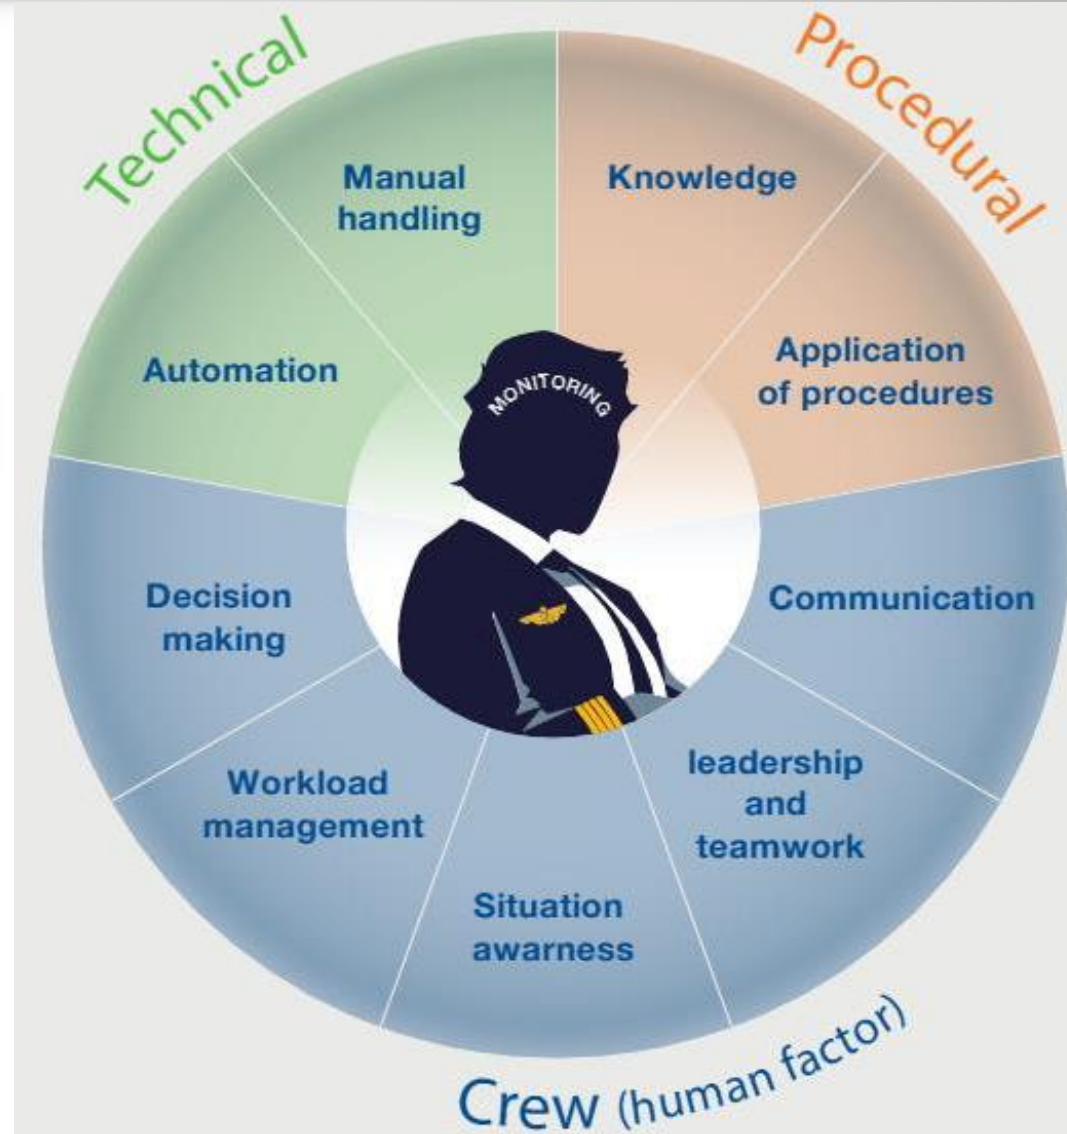 Technical
Procedural
Manual
handling
Knowledge
Automation
Application
of procedures
MONITORING
Decision
making
Communication
Workload
management
leadership
and
teamwork
Situation
awarness
Crew (human factor)